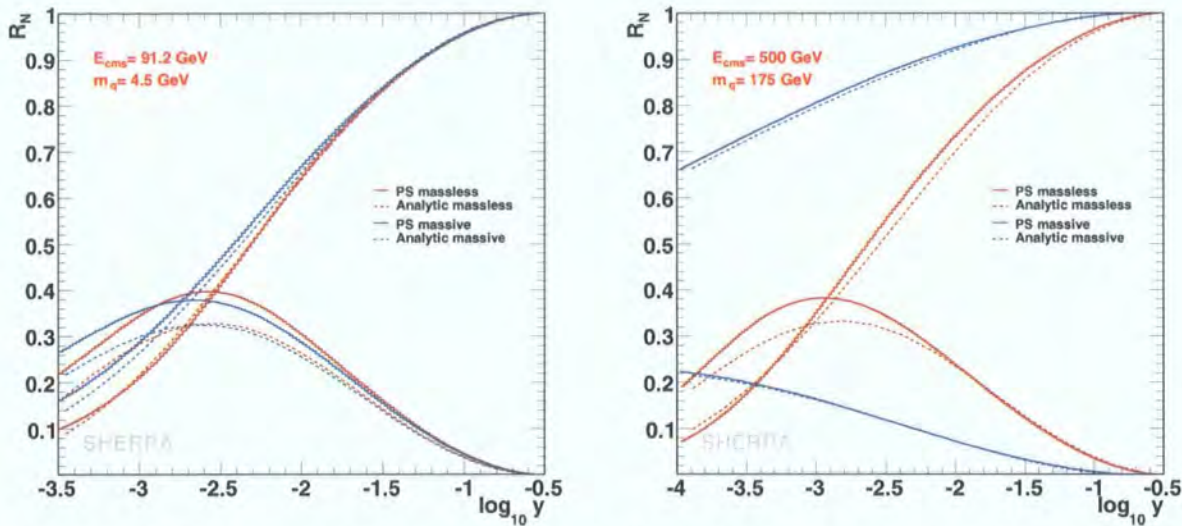 R_N
1
0.9
0.8
0.7
0.6
0.5
0.4
0.3
0.2
0.1
E_cms= 91.2 GeV
m_q= 4.5 GeV
PS massless
Analytic massless
PS massive
Analytic massive
SHERPA
-3.5 -3 -2.5 -2 -1.5 -1 -0.5
log_10 y
R_N
1
0.9
0.8
0.7
0.6
0.5
0.4
0.3
0.2
0.1
E_cms= 500 GeV
m_q= 175 GeV
PS massless
Analytic massless
PS massive
Analytic massive
SHERPA
-4 -3.5 -3 -2.5 -2 -1.5 -1 -0.5
log_10 y